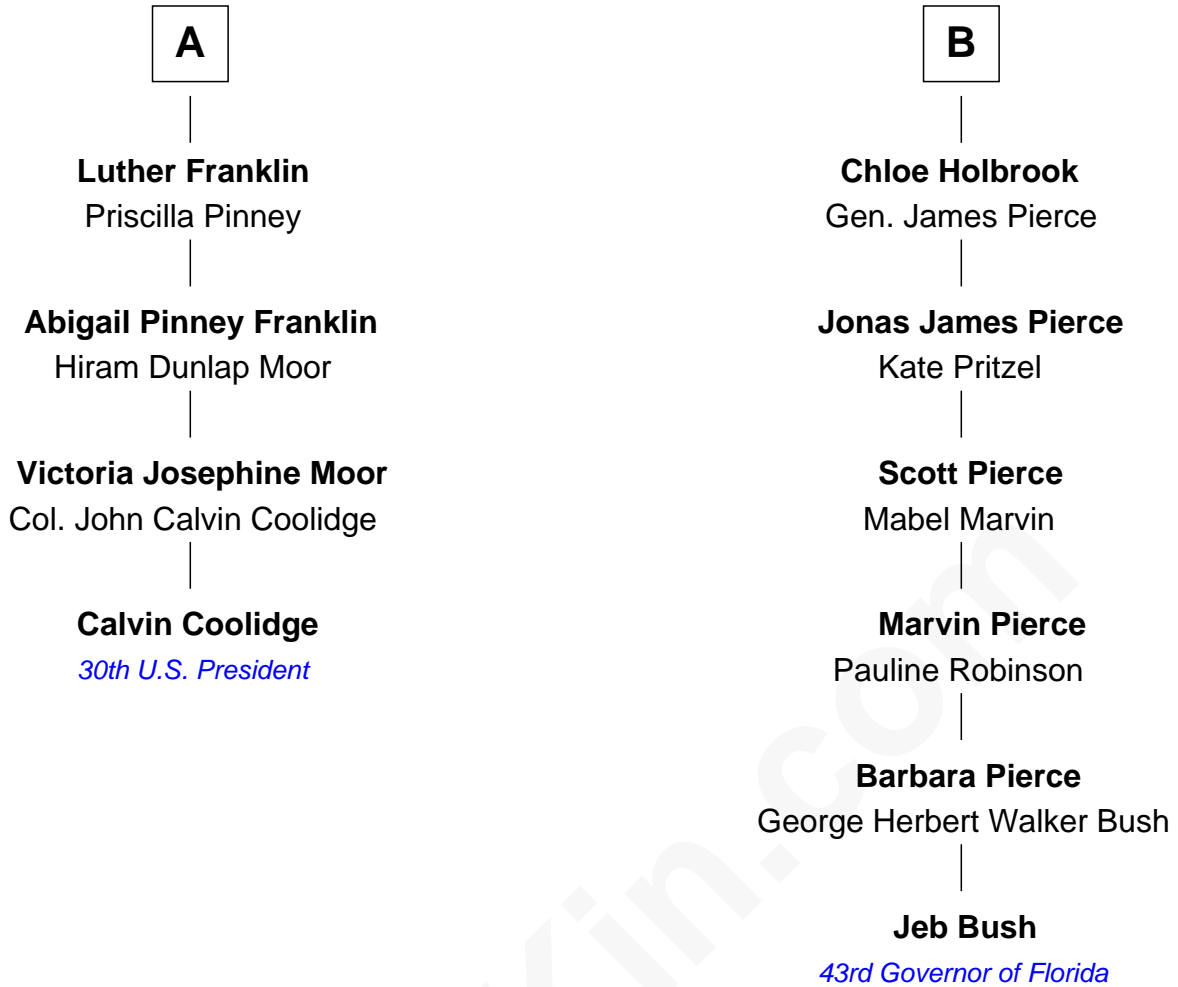 A
Luther Franklin
Priscilla Pinney
Abigail Pinney Franklin
Hiram Dunlap Moor
Victoria Josephine Moor
Col. John Calvin Coolidge
Calvin Coolidge
30th U.S. President
B
Chloe Holbrook
Gen. James Pierce
Jonas James Pierce
Kate Pritzel
Scott Pierce
Mabel Marvin
Marvin Pierce
Pauline Robinson
Barbara Pierce
George Herbert Walker Bush
Jeb Bush
43rd Governor of Florida